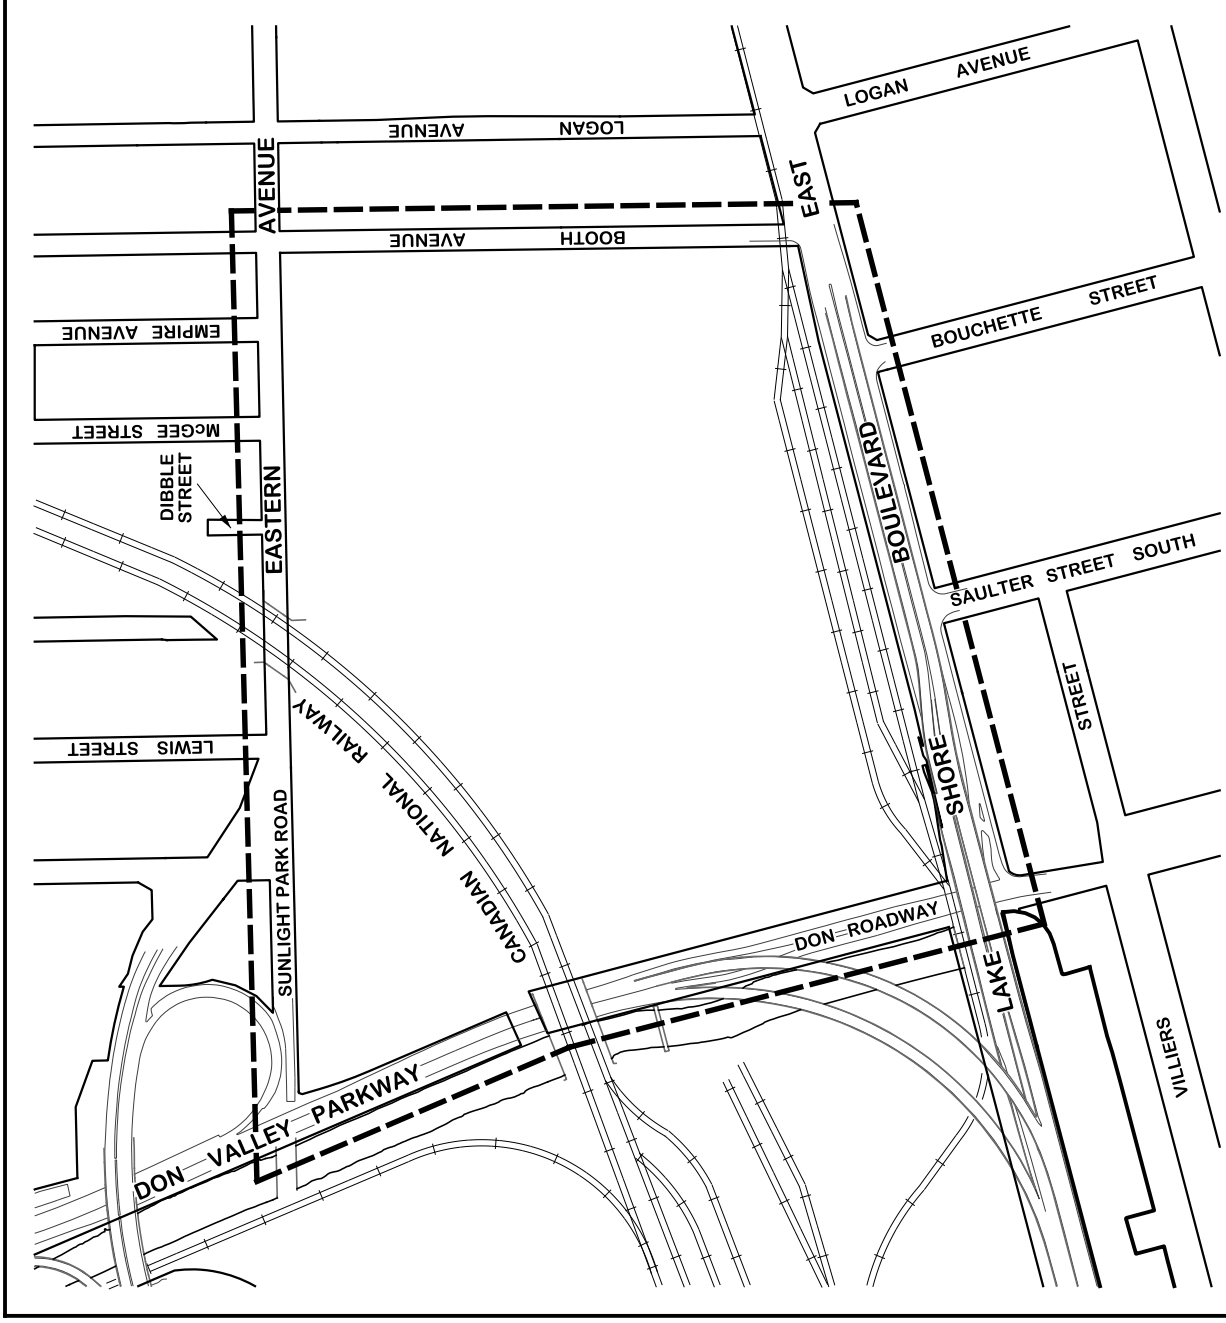 LOGAN AVENUE
LOGAN AVENUE
AVENUE
EAST
BOOTH AVENUE
BOUCHETTE STREET
EMPIRE AVENUE
McGEE STREET
DIBBLE
STREET
EASTERN
BOULEVARD
SAULTER STREET SOUTH
STREET
CANADIAN NATIONAL RAILWAY
LEWIS STREET
SHORE
SUNLIGHT PARK ROAD
DON ROADWAY
LAKE
VILLIERS
DON VALLEY PARKWAY